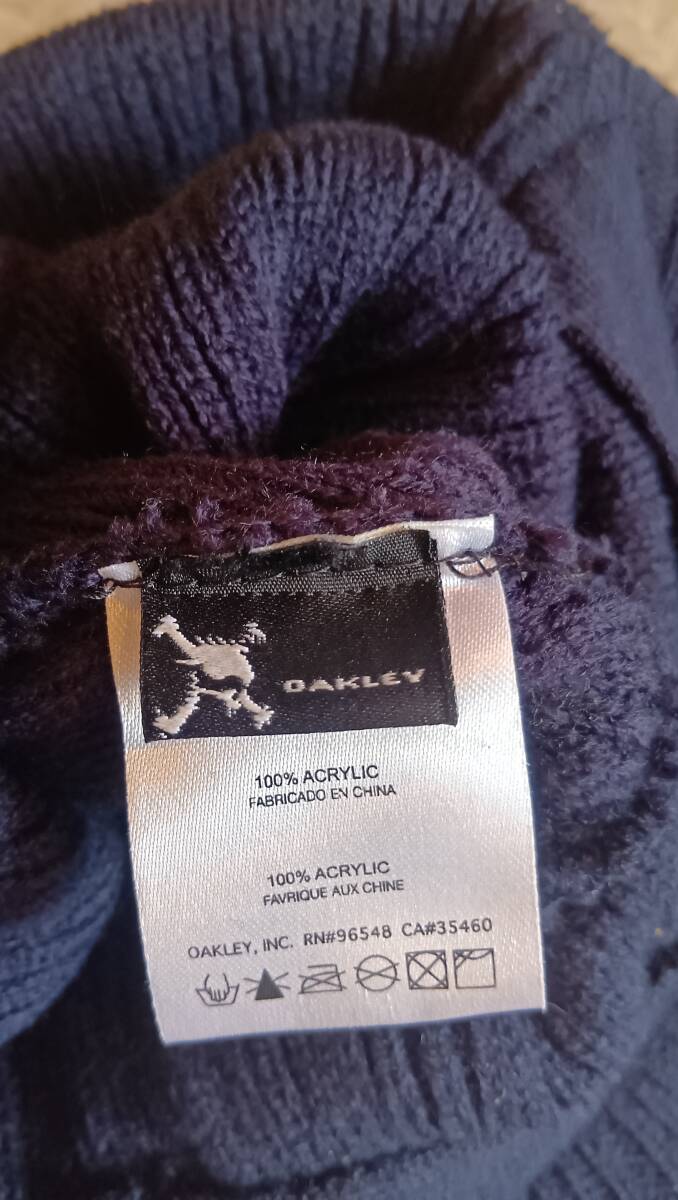 OAKLEY
100% ACRYLIC
FABRICADO EN CHINA
100% ACRYLIC
FAVRIQUE AUX CHINE
OAKLEY, INC. RN#96548 CA#35460